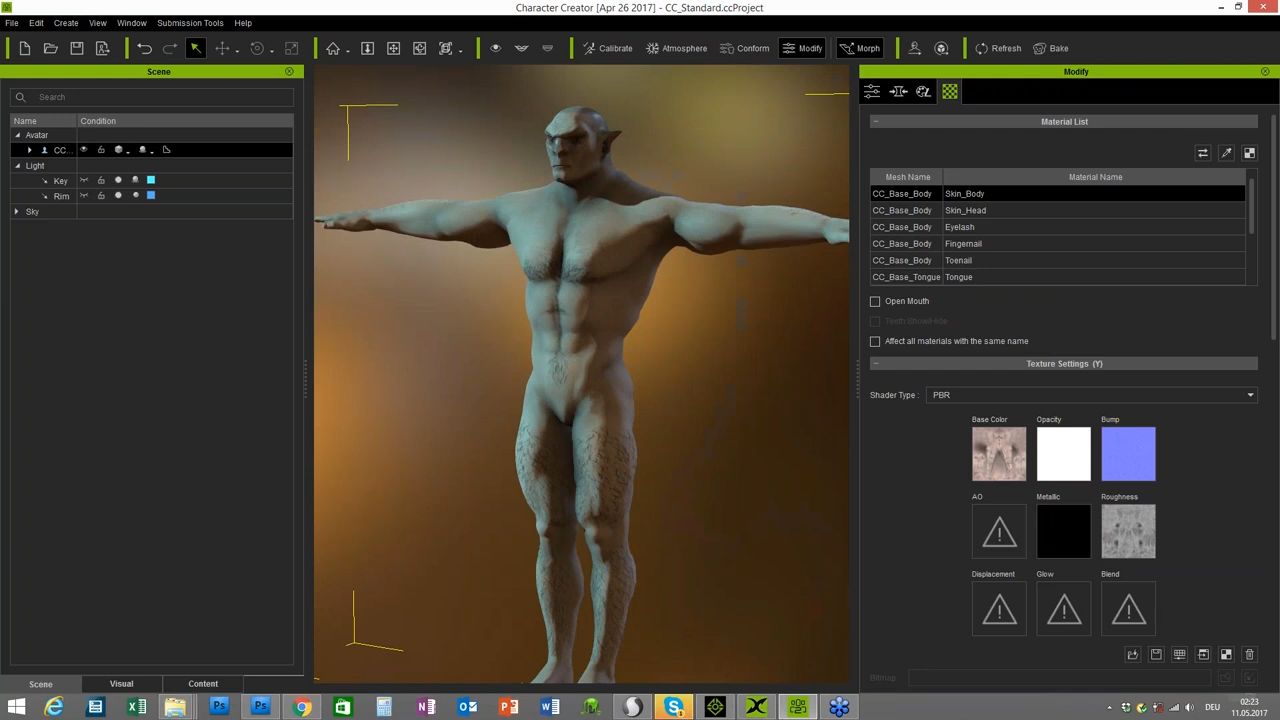 Character Creator [Apr 26 2017] - CC_Standard.ccProject
File Edit Create View Window Submission Tools Help
Calibrate Atmosphere Conform Modify Morph Refresh Bake
Scene
Modify
Search
Name Condition
Avatar
CC...
Light
Key
Rim
Sky
Material List
Mesh Name Material Name
CC_Base_Body Skin_Body
CC_Base_Body Skin_Head
CC_Base_Body Eyelash
CC_Base_Body Fingernail
CC_Base_Body Toenail
CC_Base_Tongue Tongue
Open Mouth
Teeth Show/Hide
Affect all materials with the same name
Texture Settings (Y)
Shader Type : PBR
Base Color Opacity Bump
AO Metallic Roughness
Displacement Glow Blend
Bitmap
Scene Visual Content
DEU 02:23
11.05.2017